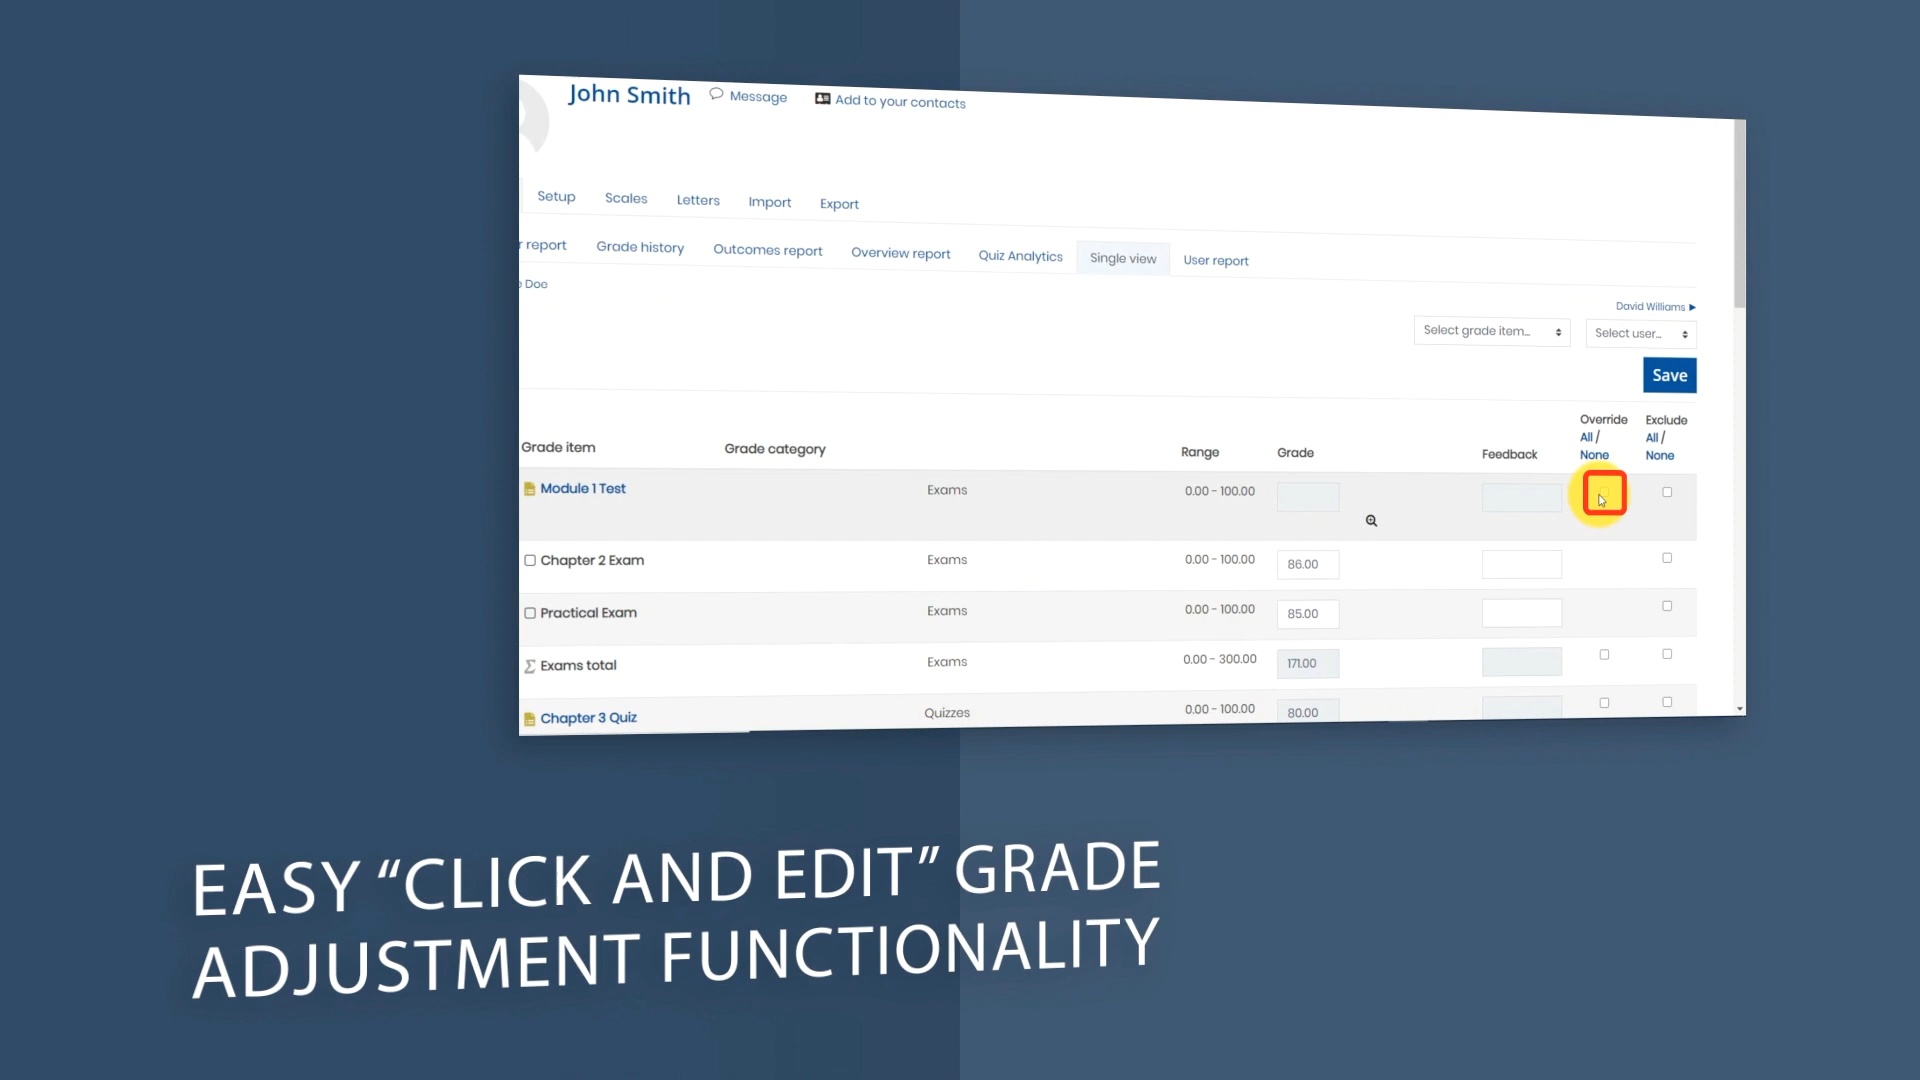 John Smith Message Add to your contacts
Setup Scales Letters Import Export
r report Grade history Outcomes report Overview report Quiz Analytics Single view User report
Doe David Williams ►
Select grade item... Select user...
Save
Grade item Grade category Range Grade Feedback Override All / None Exclude All / None
Module 1 Test Exams 0.00 - 100.00
Chapter 2 Exam Exams 0.00 - 100.00 86.00
Practical Exam Exams 0.00 - 100.00 85.00
Σ Exams total Exams 0.00 - 300.00 171.00
Chapter 3 Quiz Quizzes 0.00 - 100.00 80.00
EASY “CLICK AND EDIT” GRADE
ADJUSTMENT FUNCTIONALITY